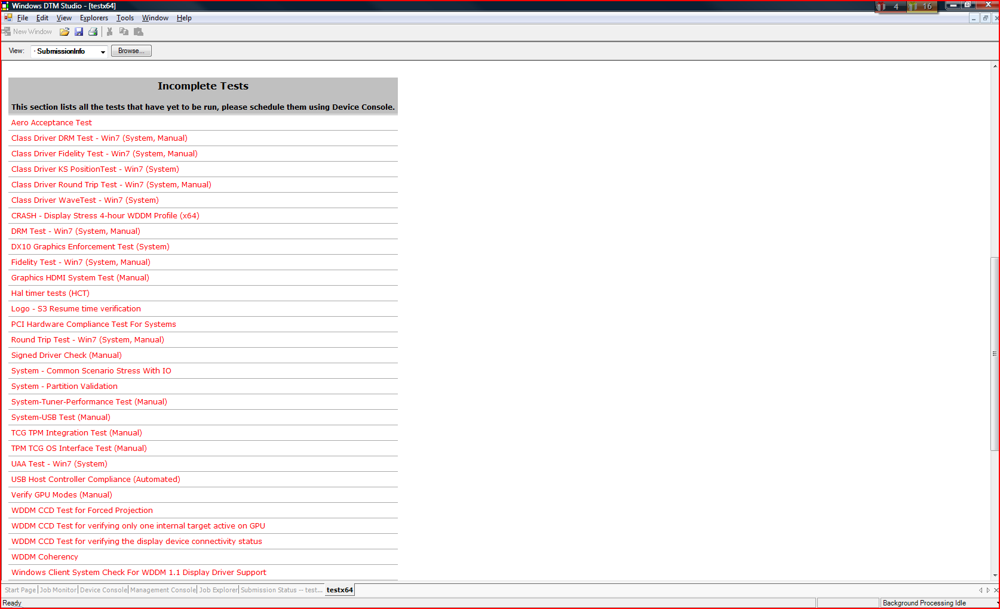 Windows DTM Studio - [testx64]
4 16
File Edit View Explorers Tools Window Help
New Window
View: · SubmissionInfo Browse...
Incomplete Tests
This section lists all the tests that have yet to be run, please schedule them using Device Console.
Aero Acceptance Test
Class Driver DRM Test - Win7 (System, Manual)
Class Driver Fidelity Test - Win7 (System, Manual)
Class Driver KS PositionTest - Win7 (System)
Class Driver Round Trip Test - Win7 (System, Manual)
Class Driver WaveTest - Win7 (System)
CRASH - Display Stress 4-hour WDDM Profile (x64)
DRM Test - Win7 (System, Manual)
DX10 Graphics Enforcement Test (System)
Fidelity Test - Win7 (System, Manual)
Graphics HDMI System Test (Manual)
Hal timer tests (HCT)
Logo - S3 Resume time verification
PCI Hardware Compliance Test For Systems
Round Trip Test - Win7 (System, Manual)
Signed Driver Check (Manual)
System - Common Scenario Stress With IO
System - Partition Validation
System-Tuner-Performance Test (Manual)
System-USB Test (Manual)
TCG TPM Integration Test (Manual)
TPM TCG OS Interface Test (Manual)
UAA Test - Win7 (System)
USB Host Controller Compliance (Automated)
Verify GPU Modes (Manual)
WDDM CCD Test for Forced Projection
WDDM CCD Test for verifying only one internal target active on GPU
WDDM CCD Test for verifying the display device connectivity status
WDDM Coherency
Windows Client System Check For WDDM 1.1 Display Driver Support
Start Page Job Monitor Device Console Management Console Job Explorer Submission Status -- test... testx64
Ready Background Processing Idle